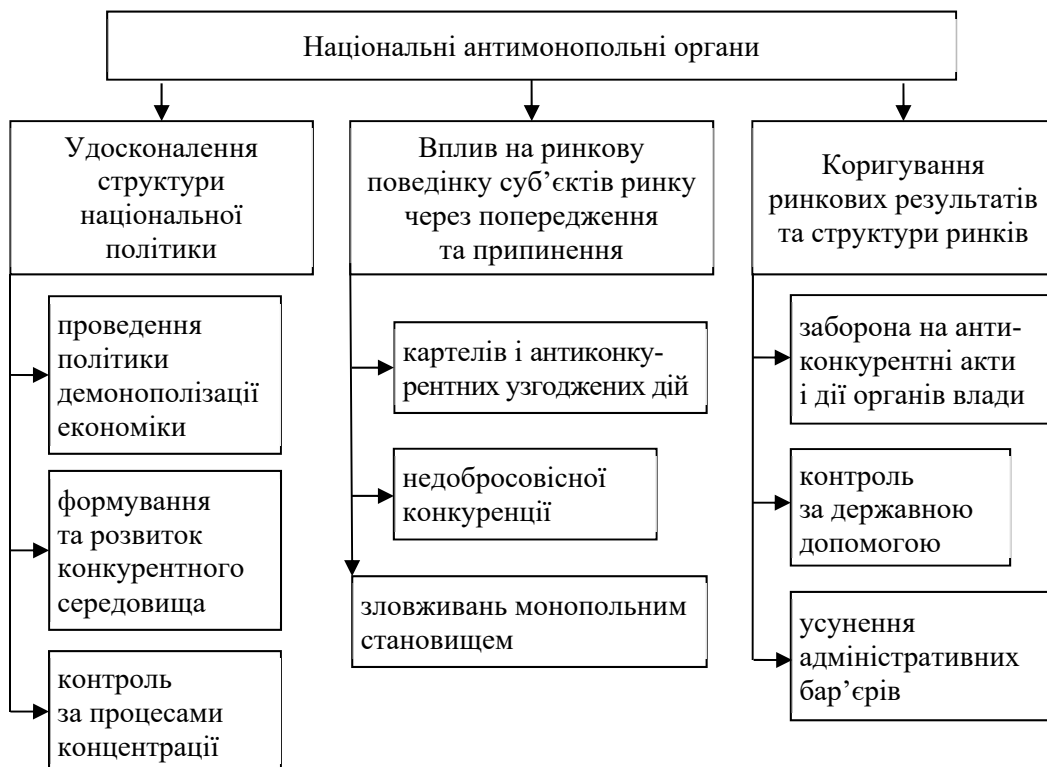 Національні антимонопольні органи
Удосконалення
структури
національної
політики
проведення
політики
демонополізації
економіки
формування
та розвиток
конкурентного
середовища
контроль
за процесами
концентрації
Вплив на ринкову
поведінку суб’єктів ринку
через попередження
та припинення
картелів і антиконку-
рентних узгоджених дій
недобросовісної
конкуренції
зловживань монопольним
становищем
Коригування
ринкових результатів
та структури ринків
заборона на анти-
конкурентні акти
і дії органів влади
контроль
за державною
допомогою
усунення
адміністративних
бар’єрів